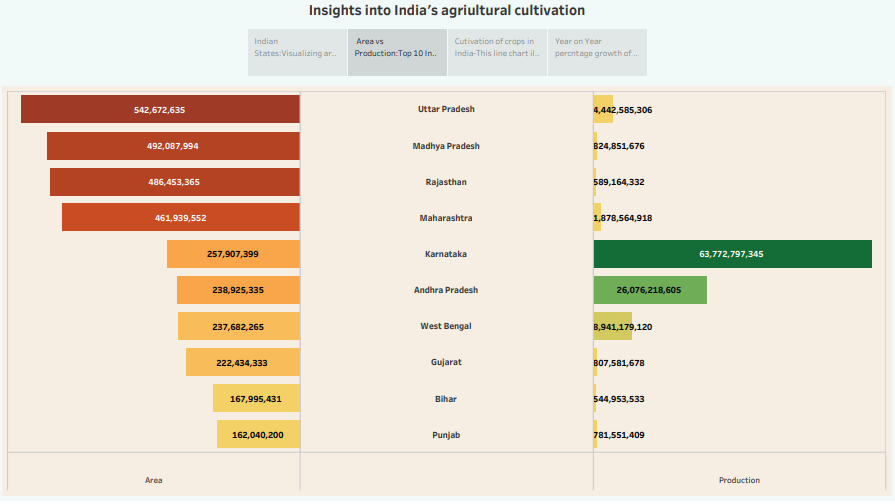 Insights into India's agriultural cultivation
Indian
States:Visualizing ar..
Area vs
Production:Top 10 In..
Cutivation of crops in
India-This line chart il..
Year on Year
percntage growth of ..
542,672,635 Uttar Pradesh 4,442,585,306
492,087,994 Madhya Pradesh 824,851,676
486,453,365 Rajasthan 589,164,332
461,939,552 Maharashtra 1,878,564,918
257,907,399 Karnataka 63,772,797,345
238,925,335 Andhra Pradesh 26,076,218,605
237,682,265 West Bengal 8,941,179,120
222,434,333 Gujarat 807,581,678
167,995,431 Bihar 544,953,533
162,040,200 Punjab 781,551,409
Area Production